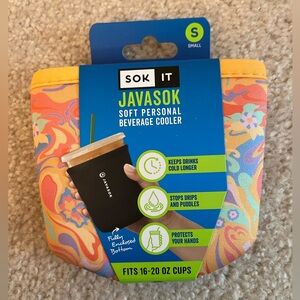 S
SMALL
SOK IT
JAVASOK
SOFT PERSONAL
BEVERAGE COOLER
KEEPS DRINKS
COLD LONGER
STOPS DRIPS
AND PUDDLES
JAVASOK
PROTECTS
YOUR HANDS
Fully Enclosed
Bottom
FITS 16-20 OZ CUPS